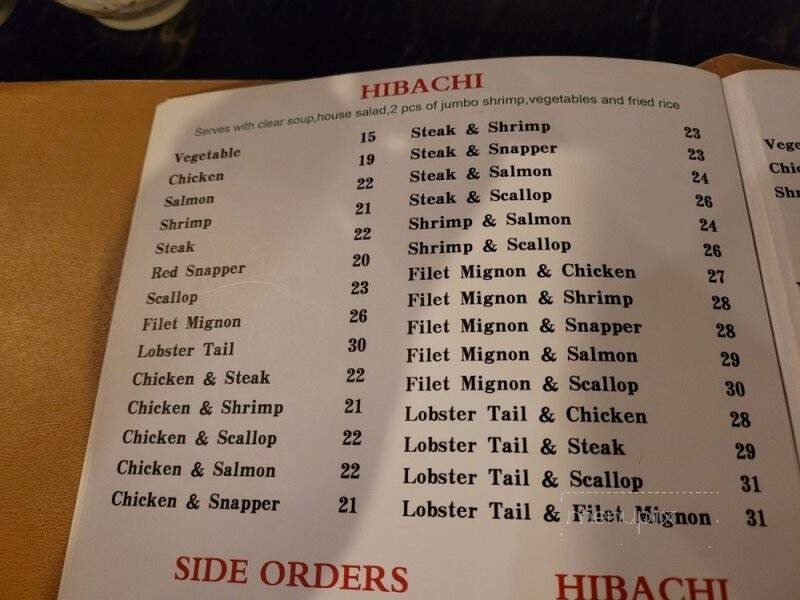 HIBACHI
Serves with clear soup,house salad,2 pcs of jumbo shrimp,vegetables and fried rice
Vegetable 15
Chicken 19
Salmon 22
Shrimp 21
Steak 22
Red Snapper 20
Scallop 23
Filet Mignon 26
Lobster Tail 30
Chicken & Steak 22
Chicken & Shrimp 21
Chicken & Scallop 22
Chicken & Salmon 22
Chicken & Snapper 21
Steak & Shrimp 23
Steak & Snapper 23
Steak & Salmon 24
Steak & Scallop 26
Shrimp & Salmon 24
Shrimp & Scallop 26
Filet Mignon & Chicken 27
Filet Mignon & Shrimp 28
Filet Mignon & Snapper 28
Filet Mignon & Salmon 29
Filet Mignon & Scallop 30
Lobster Tail & Chicken 28
Lobster Tail & Steak 29
Lobster Tail & Scallop 31
Lobster Tail & Filet Mignon 31
menupix
SIDE ORDERS
HIBACHI